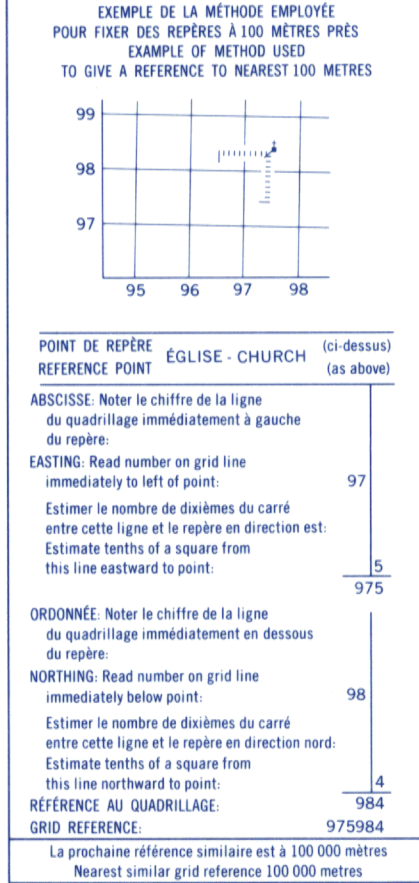 EXEMPLE DE LA MÉTHODE EMPLOYÉE
POUR FIXER DES REPÈRES À 100 MÈTRES PRÈS
EXAMPLE OF METHOD USED
TO GIVE A REFERENCE TO NEAREST 100 METRES
99
98
97
95 96 97 98
POINT DE REPÈRE ÉGLISE - CHURCH (ci-dessus)
REFERENCE POINT (as above)
ABSCISSE: Noter le chiffre de la ligne
du quadrillage immédiatement à gauche
du repère:
EASTING: Read number on grid line
immediately to left of point: 97
Estimer le nombre de dixièmes du carré
entre cette ligne et le repère en direction est:
Estimate tenths of a square from
this line eastward to point: 5
975
ORDONNÉE: Noter le chiffre de la ligne
du quadrillage immédiatement en dessous
du repère:
NORTHING: Read number on grid line
immediately below point: 98
Estimer le nombre de dixièmes du carré
entre cette ligne et le repère en direction nord:
Estimate tenths of a square from
this line northward to point: 4
RÉFÉRENCE AU QUADRILLAGE: 984
GRID REFERENCE: 975984
La prochaine référence similaire est à 100 000 mètres
Nearest similar grid reference 100 000 metres